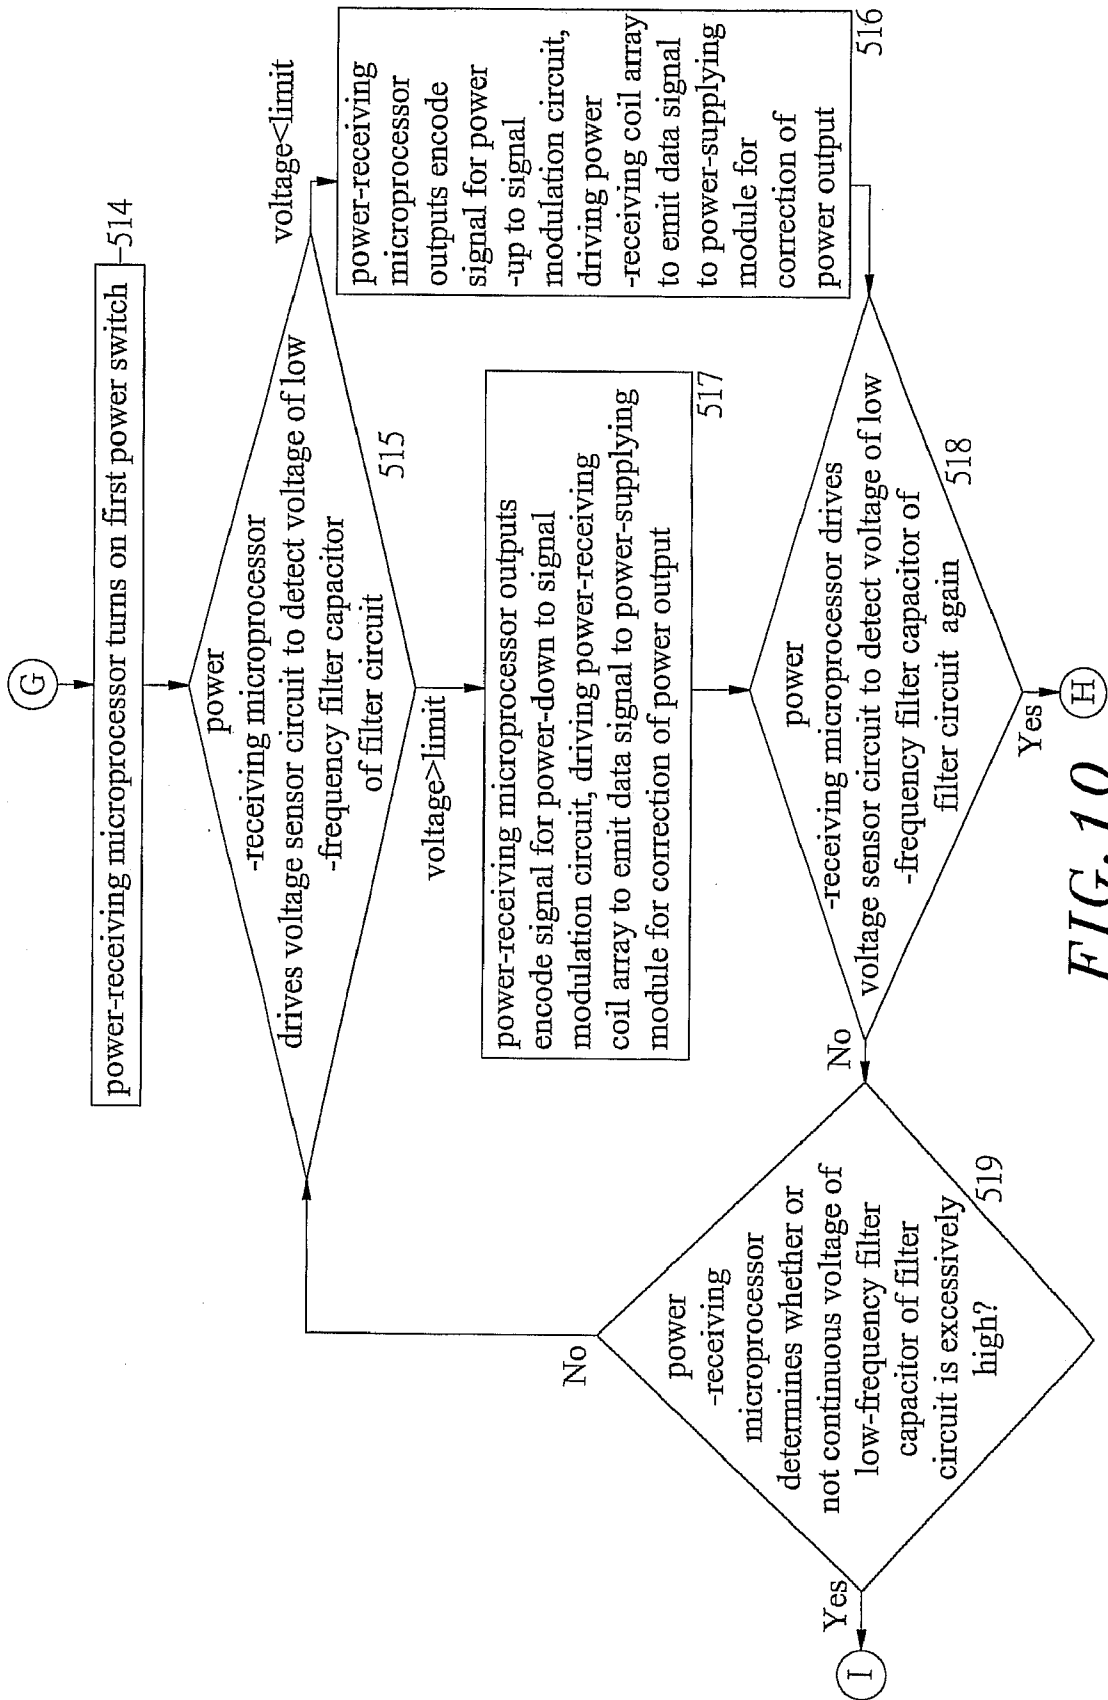 G
power-receiving microprocessor turns on first power switch
514
power
-receiving microprocessor
drives voltage sensor circuit to detect voltage of low
-frequency filter capacitor
of filter circuit
515
voltage<limit
voltage>limit
power-receiving
microprocessor
outputs encode
signal for power
-up to signal
modulation circuit,
driving power
-receiving coil array
to emit data signal
to power-supplying
module for
correction of
power output
516
power-receiving microprocessor outputs
encode signal for power-down to signal
modulation circuit, driving power-receiving
coil array to emit data signal to power-supplying
module for correction of power output
517
power
-receiving microprocessor drives
voltage sensor circuit to detect voltage of low
-frequency filter capacitor of
filter circuit again
518
No
Yes
H
power
-receiving
microprocessor
determines whether or
not continuous voltage of
low-frequency filter
capacitor of filter
circuit is excessively
high?
519
No
Yes
I
FIG.10